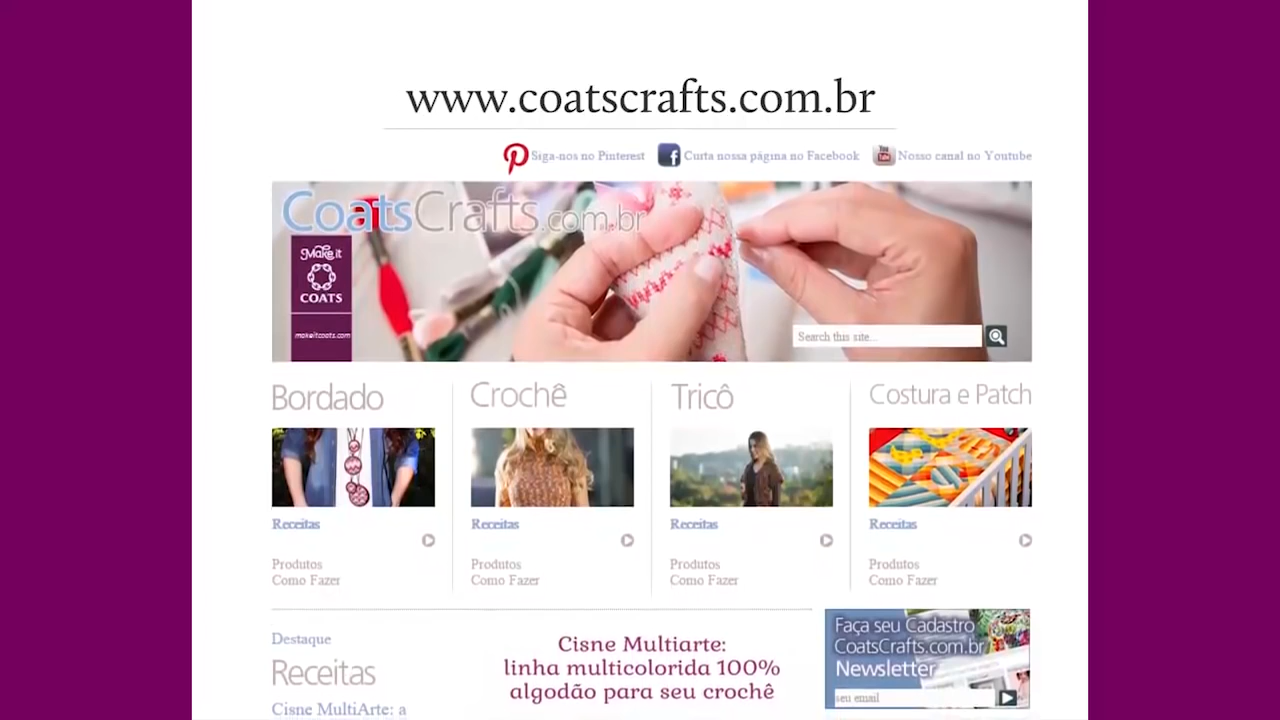 www.coatscrafts.com.br
Siga-nos no Pinterest
Curta nossa página no Facebook
You Tube
Nosso canal no Youtube
CoatsCrafts.com.br
Make it
COATS
makeitcoats.com
Search this site...
Bordado
Crochê
Tricô
Costura e Patch
Receitas
Receitas
Receitas
Receitas
Produtos
Como Fazer
Produtos
Como Fazer
Produtos
Como Fazer
Produtos
Como Fazer
Destaque
Receitas
Cisne MultiArte: a
Cisne Multiarte:
linha multicolorida 100%
algodão para seu crochê
Faça seu Cadastro
CoatsCrafts.com.br
Newsletter
seu email